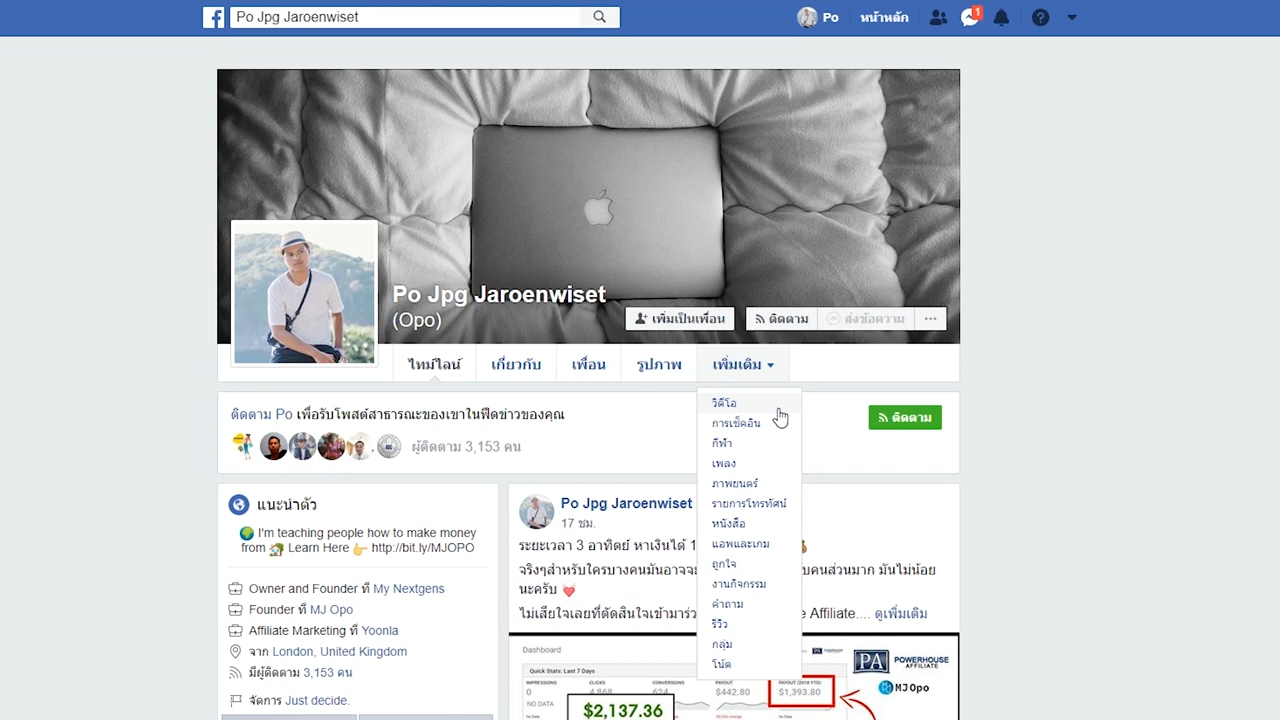 Po Jpg Jaroenwiset
Po
หน้าหลัก
1
Po Jpg Jaroenwiset
(Opo)
เพิ่มเป็นเพื่อน
ติดตาม
ส่งข้อความ
ไทม์ไลน์
เกี่ยวกับ
เพื่อน
รูปภาพ
เพิ่มเติม
ติดตาม Po เพื่อรับโพสต์สาธารณะของเขาในฟีดข่าวของคุณ
ผู้ติดตาม 3,153 คน
ติดตาม
วิดีโอ
การเช็คอิน
กีฬา
เพลง
ภาพยนตร์
รายการโทรทัศน์
หนังสือ
แอพและเกม
ถูกใจ
งานกิจกรรม
คำถาม
รีวิว
กลุ่ม
โน้ต
แนะนำตัว
🌍 I'm teaching people how to make money
from 🏡 Learn Here 👉 http://bit.ly/MJOPO
Owner and Founder ที่ My Nextgens
Founder ที่ MJ Opo
Affiliate Marketing ที่ Yoonla
จาก London, United Kingdom
มีผู้ติดตาม 3,153 คน
จัดการ Just decide.
Po Jpg Jaroenwiset
17 ชม.
ระยะเวลา 3 อาทิตย์ หาเงินได้ 1
จริงๆสำหรับใครบางคนมันอาจจะ บคนส่วนมาก มันไม่น้อย
นะครับ 💓
ไม่เสียใจเลยที่ตัดสินใจเข้ามาร่ว Affiliate.... ดูเพิ่มเติม
Dashboard
Quick Stats: Last 7 Days
IMPRESSIONS CLICKS CONVERSIONS PAYOUT PAYOUT (2018 YTD)
0 4,868 624 $442.80 $1,393.80
NO DATA
$2,137.36
PA POWERHOUSE
AFFILIATE
MJ Opo